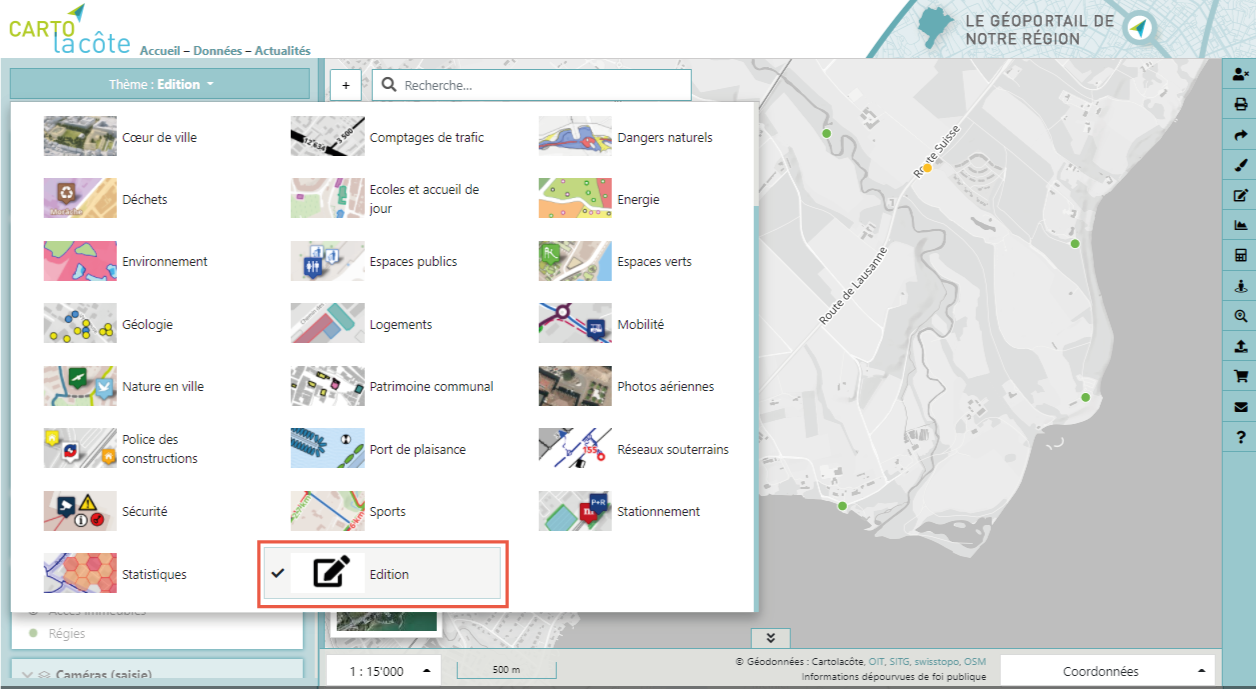 CARTO
lacôte
Accueil – Données – Actualités
LE GÉOPORTAIL DE
NOTRE RÉGION
Thème : Edition
+
Recherche...
Cœur de ville
Comptages de trafic
Dangers naturels
Déchets
Ecoles et accueil de
jour
Energie
Environnement
Espaces publics
Espaces verts
Géologie
Logements
Mobilité
Nature en ville
Patrimoine communal
Photos aériennes
Police des
constructions
Port de plaisance
Réseaux souterrains
Sécurité
Sports
P+R
Stationnement
Statistiques
Edition
Route Suisse
Route de Lausanne
Accès immeubles
Régies
Caméras (saisie)
1 : 15'000
500 m
© Géodonnées : Cartolacôte, OIT, SITG, swisstopo, OSM
Informations dépourvues de foi publique
Coordonnées
?